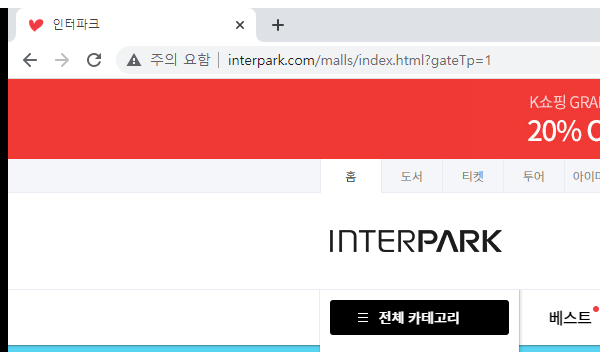 인터파크
주의 요함 | interpark.com/malls/index.html?gateTp=1
K쇼핑 GRA
20%
홈 도서 티켓 투어 아이
INTERPARK
전체 카테고리 베스트